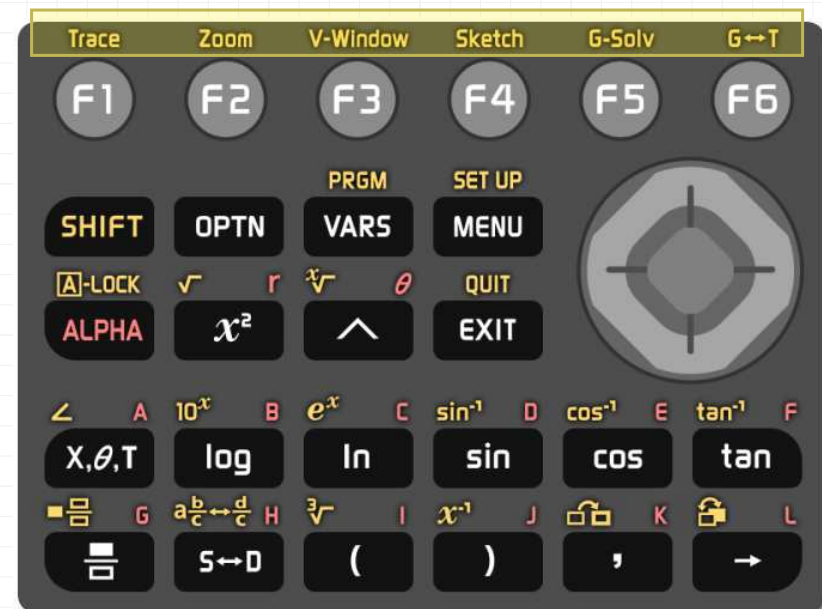 Trace Zoom V-Window Sketch G-Solv G↔T
F1 F2 F3 F4 F5 F6
PRGM SET UP
SHIFT OPTN VARS MENU
A-LOCK √ r ˣ√ θ QUIT
ALPHA x² ^ EXIT
∠ A 10ˣ B eˣ C sin⁻¹ D cos⁻¹ E tan⁻¹ F
X,θ,T log ln sin cos tan
G a b/c↔d/c H ³√ I x⁻¹ J K L
S↔D ( ) , →